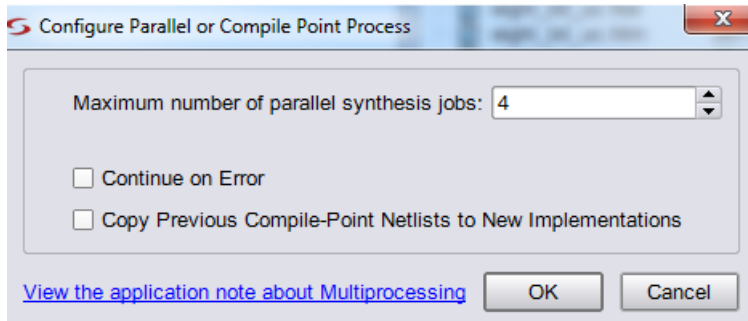 Configure Parallel or Compile Point Process
Maximum number of parallel synthesis jobs: 4
Continue on Error
Copy Previous Compile-Point Netlists to New Implementations
View the application note about Multiprocessing OK Cancel